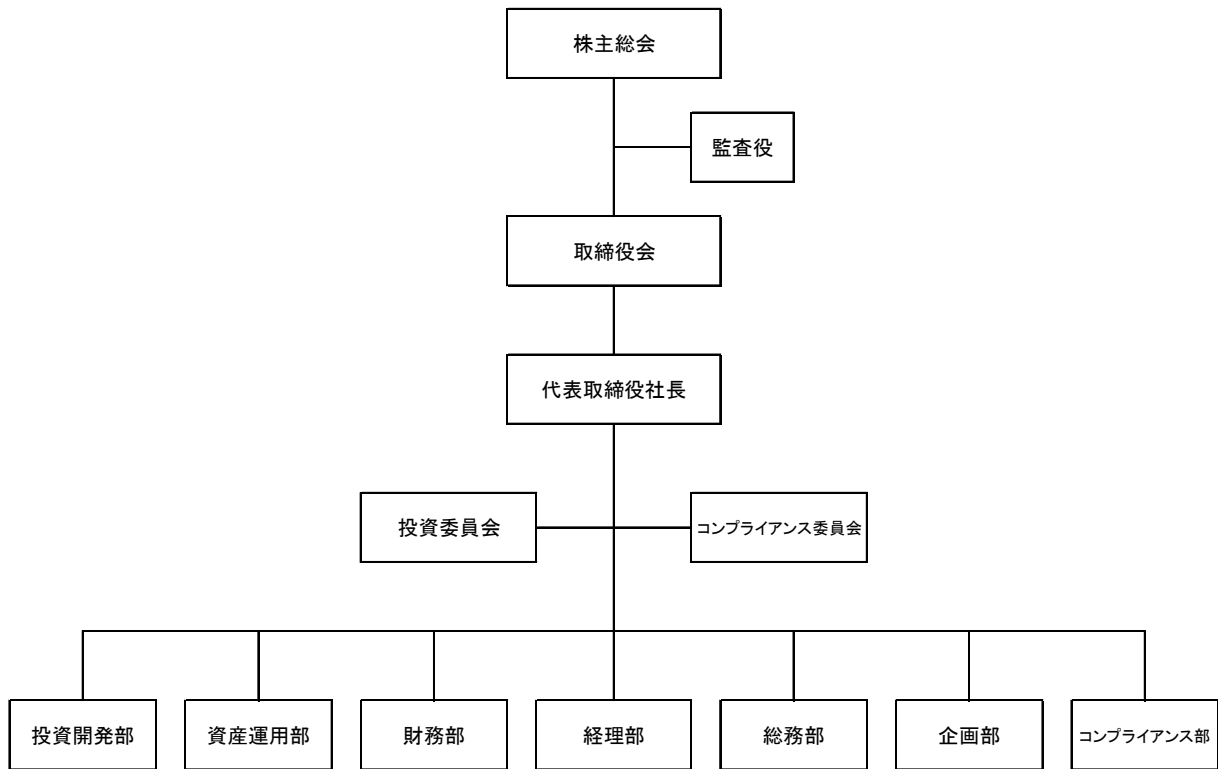 株主総会
監査役
取締役会
代表取締役社長
投資委員会
コンプライアンス委員会
投資開発部
資産運用部
財務部
経理部
総務部
企画部
コンプライアンス部